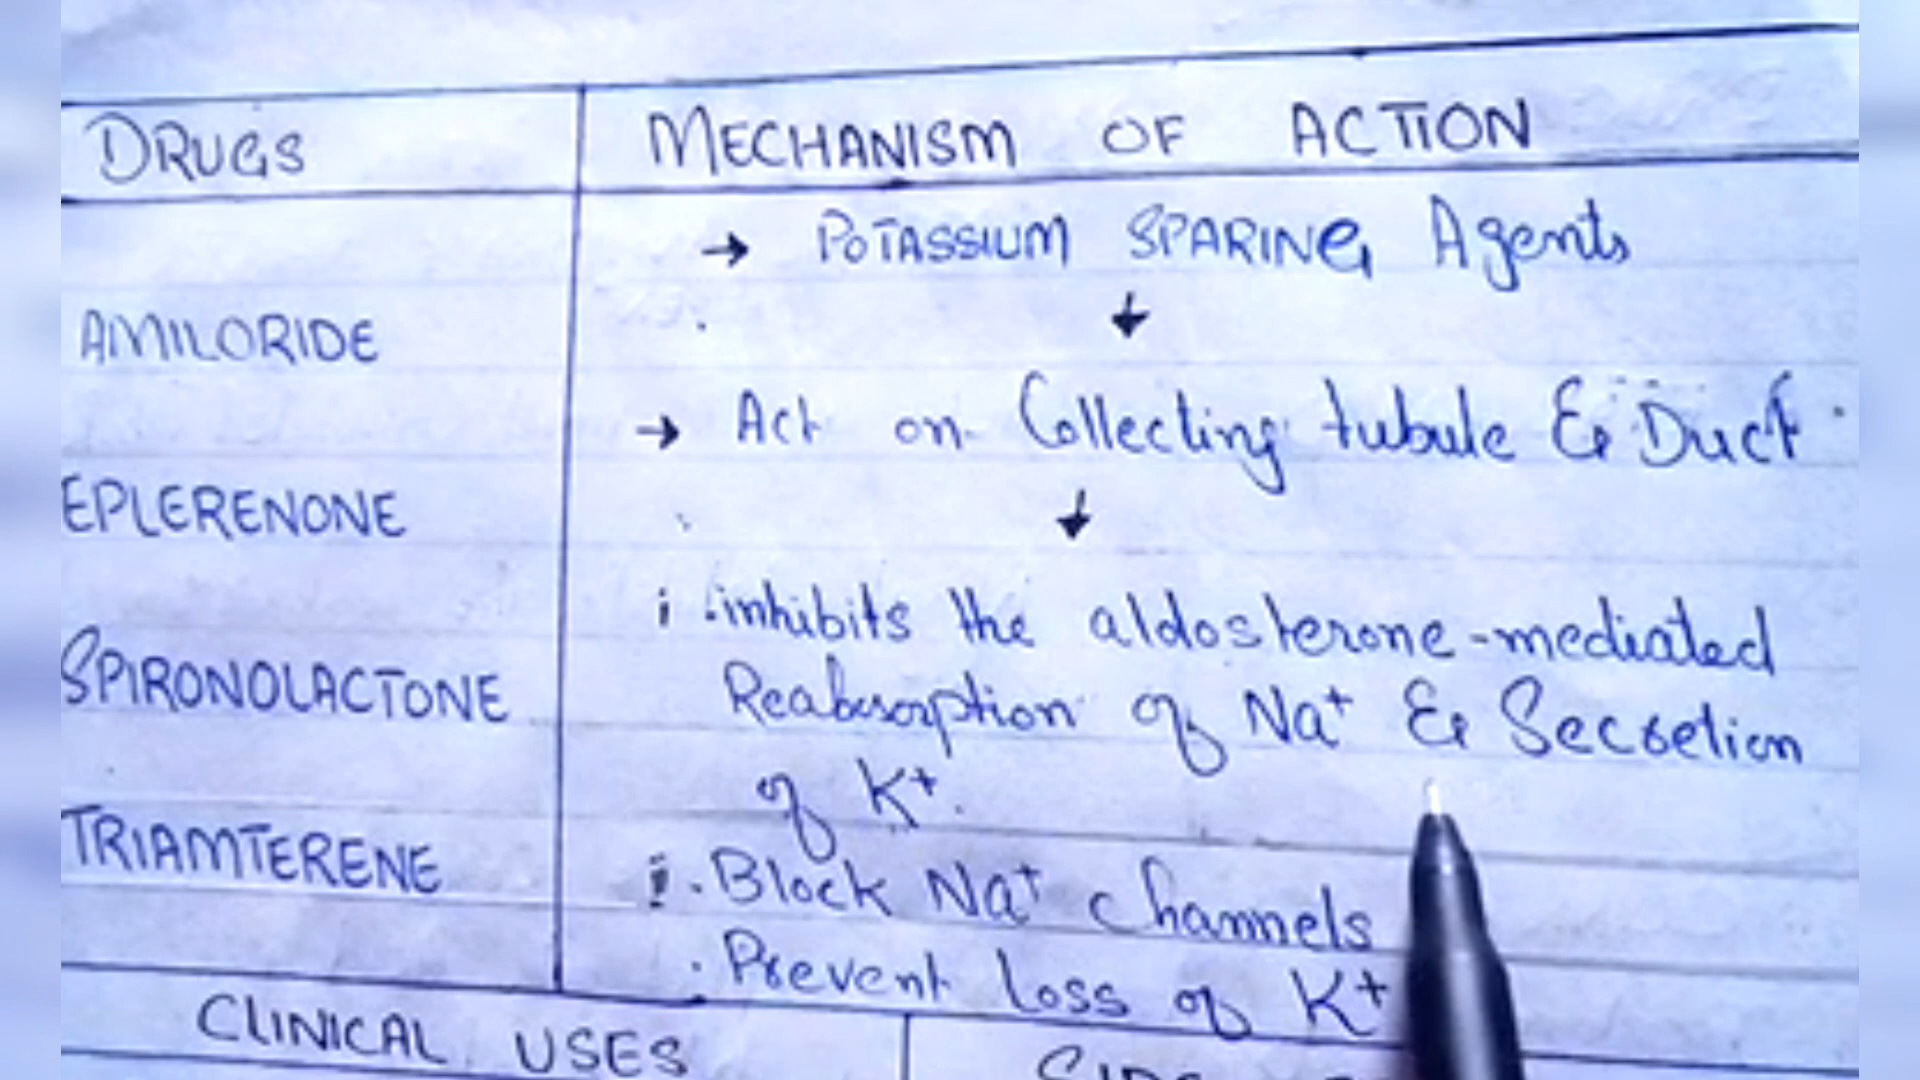 DRUGS
MECHANISM OF ACTION
→ POTASSIUM SPARING Agents
↓
AMILORIDE
→ Act on Collecting tubule & Duct
↓
EPLERENONE
i .inhibits the aldosterone-mediated
Reabsorption of Na⁺ & Secretion
of K⁺.
SPIRONOLACTONE
i. Block Na⁺ channels
. Prevent loss of K⁺
TRIAMTERENE
CLINICAL USES